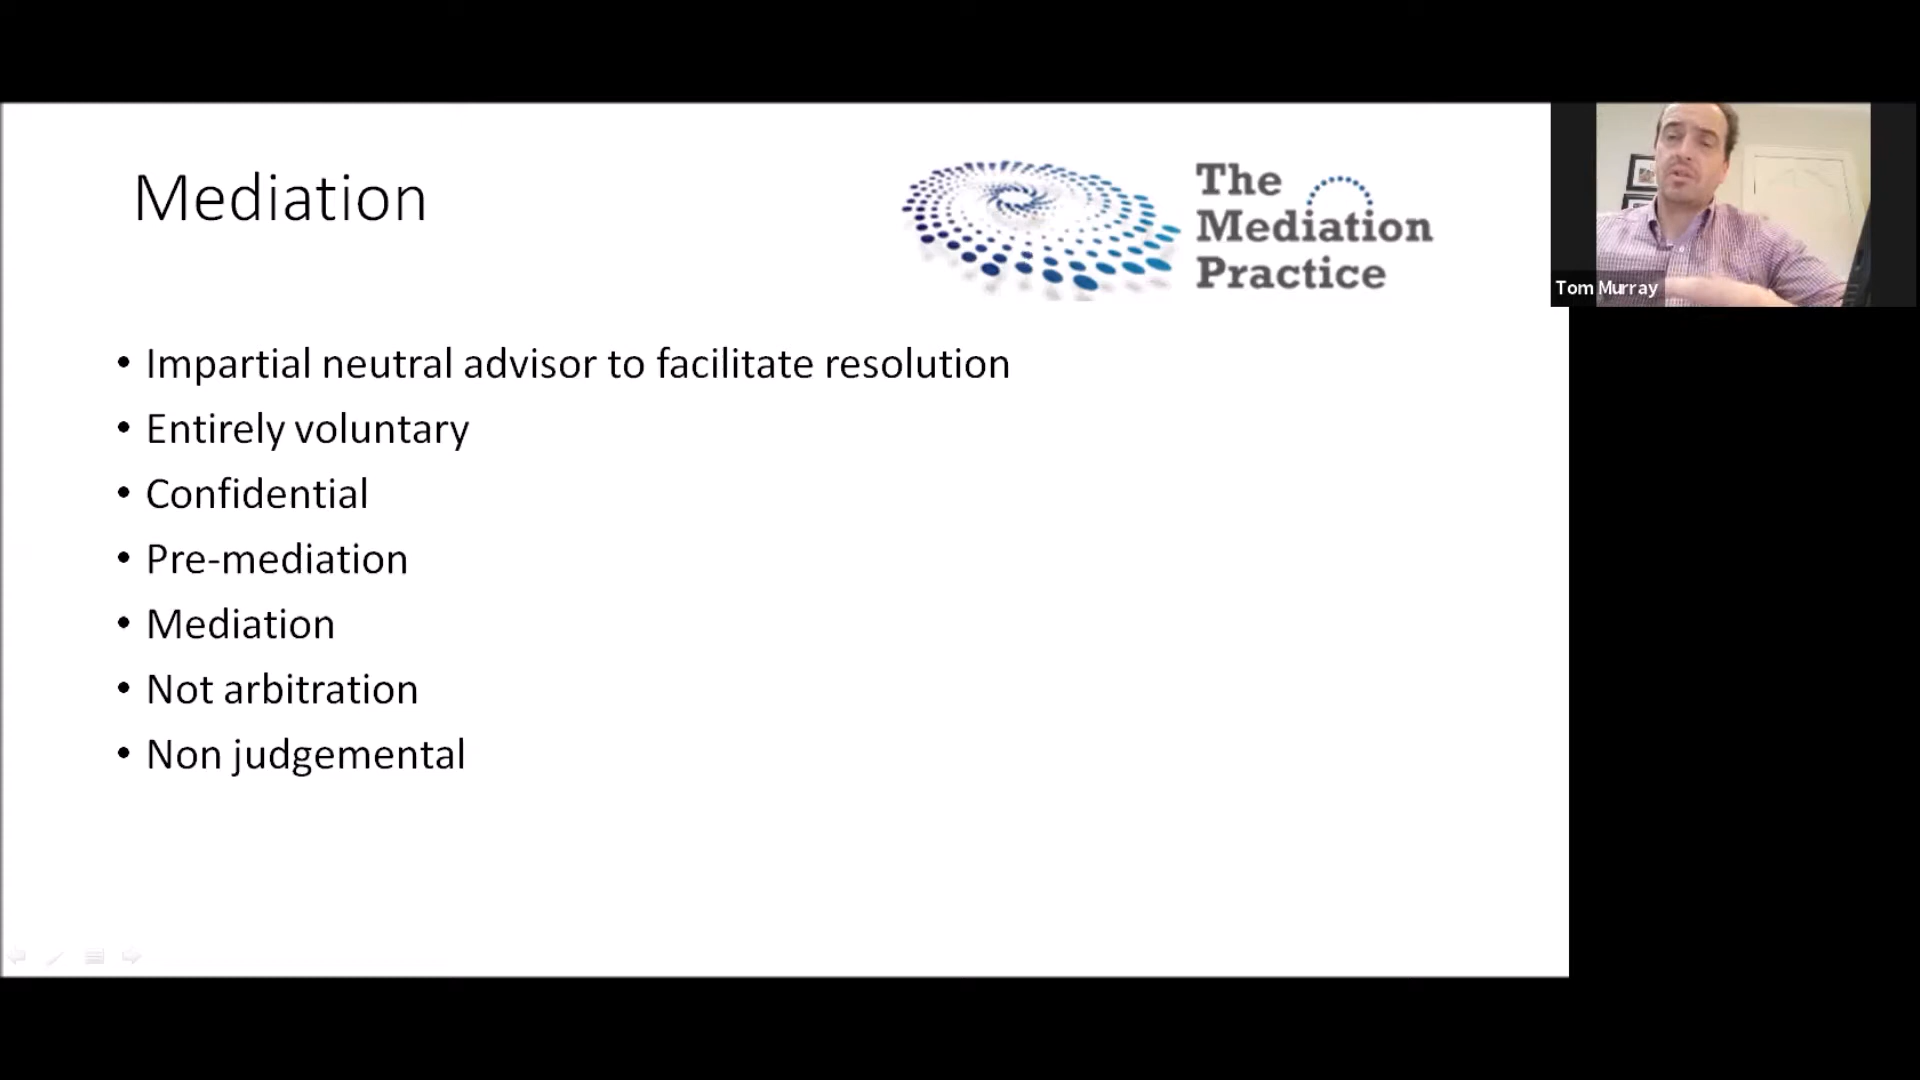 Mediation
The
Mediation
Practice
Tom Murray
• Impartial neutral advisor to facilitate resolution
• Entirely voluntary
• Confidential
• Pre-mediation
• Mediation
• Not arbitration
• Non judgemental